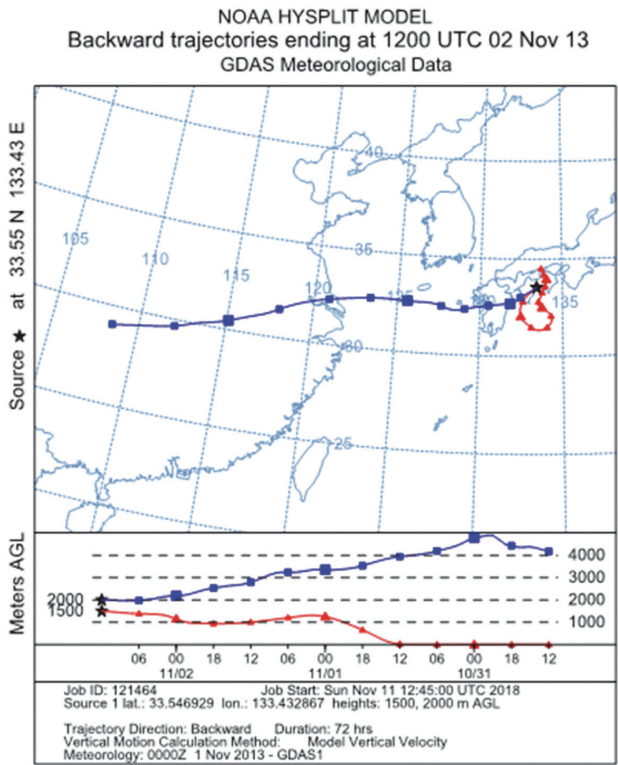 NOAA HYSPLIT MODEL
Backward trajectories ending at 1200 UTC 02 Nov 13
GDAS Meteorological Data
Source ★ at 33.55 N 133.43 E
40
105
110
35
115
120
125
130
135
30
25
Meters AGL
4000
3000
2000
2000
1500
1000
06 00 18 12 06 00 18 12 06 00 18 12
11/02 11/01 10/31
Job ID: 121464 Job Start: Sun Nov 11 12:45:00 UTC 2018
Source 1 lat.: 33.546929 lon.: 133.432867 heights: 1500, 2000 m AGL
Trajectory Direction: Backward Duration: 72 hrs
Vertical Motion Calculation Method: Model Vertical Velocity
Meteorology: 0000Z 1 Nov 2013 - GDAS1